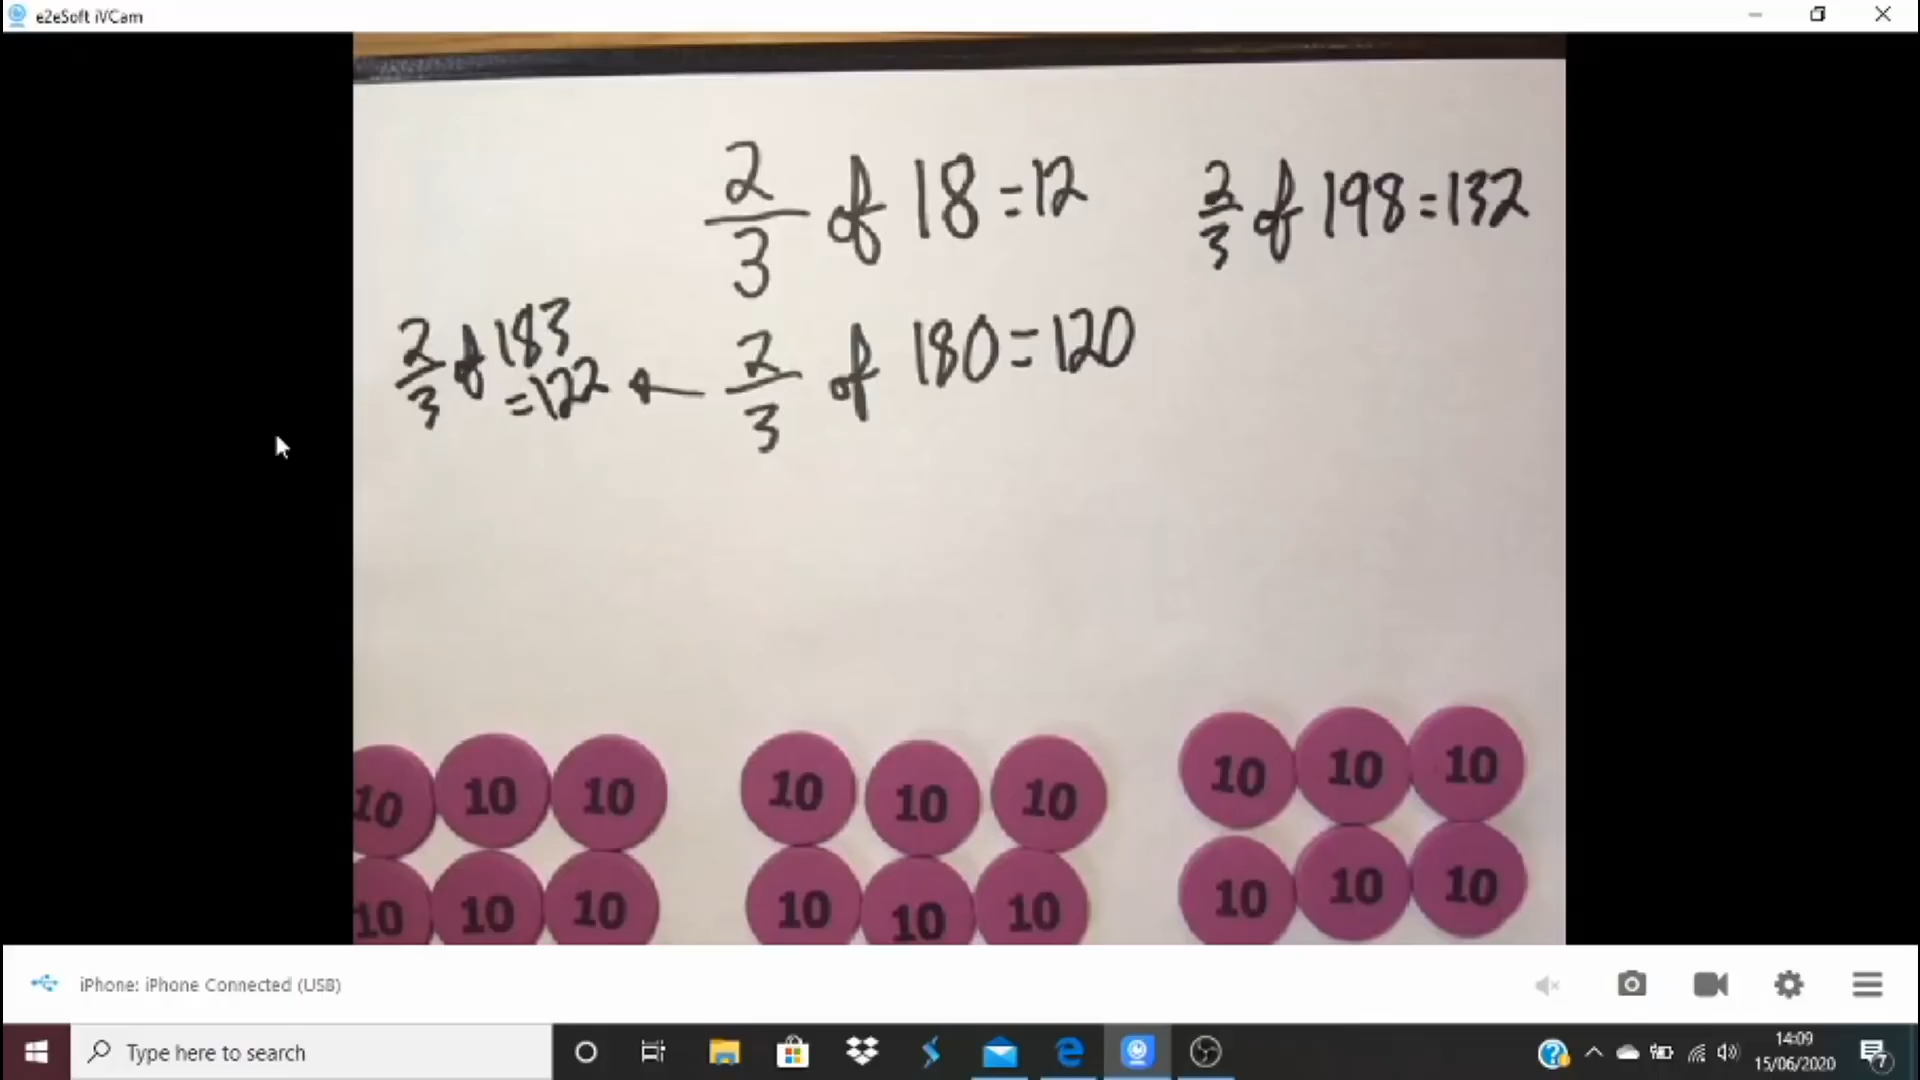 e2eSoft iVCam
2/3 of 18 = 12
2/3 of 198 = 132
2/3 of 183
= 122
2/3 of 180 = 120
10 10 10 10 10 10 10 10 10
10 10 10 10 10 10 10 10 10
iPhone: iPhone Connected (USB)
Type here to search
14:09
15/06/2020
7